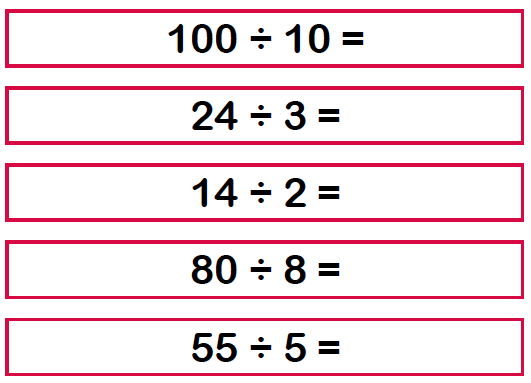 100 ÷ 10 =
24 ÷ 3 =
14 ÷ 2 =
80 ÷ 8 =
55 ÷ 5 =